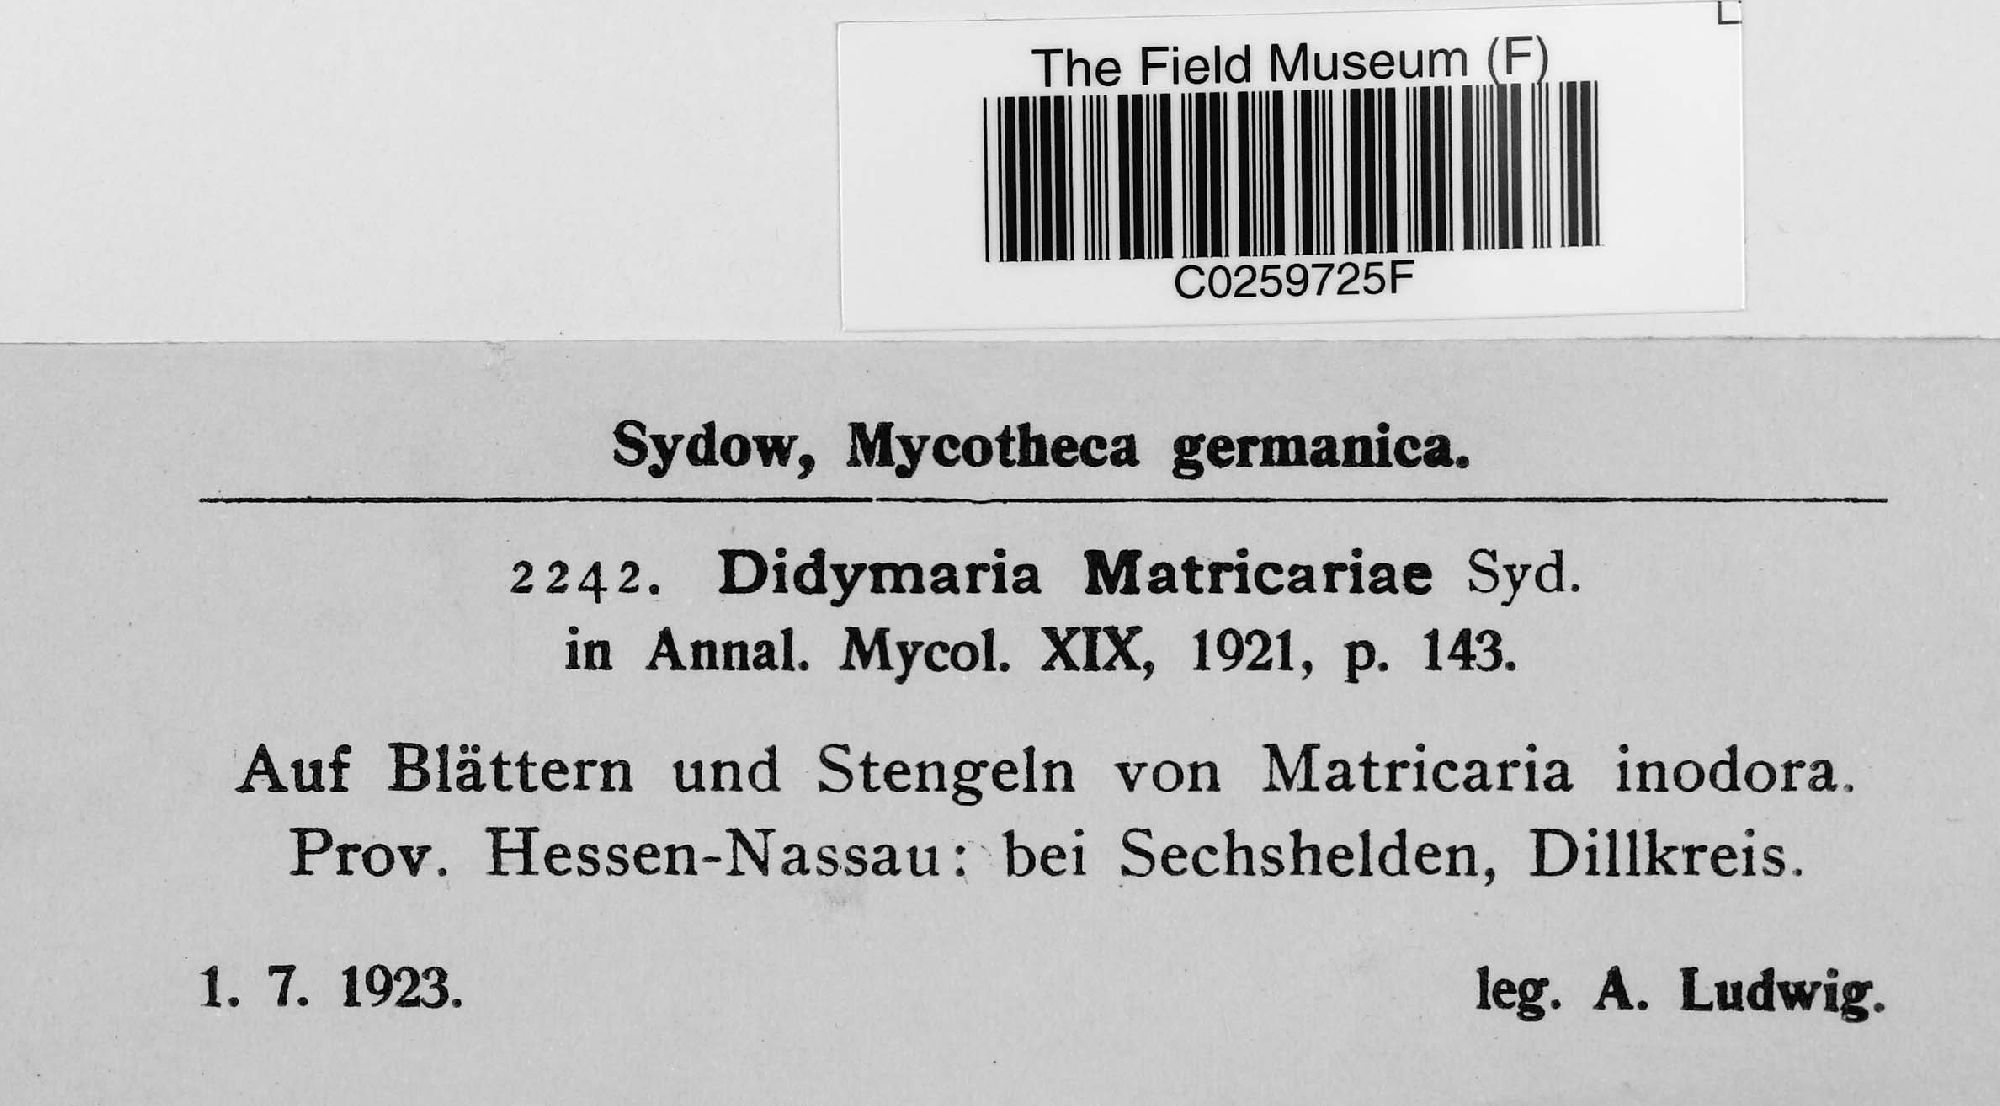 The Field Museum (F)
C0259725F
Sydow, Mycotheca germanica.
2242. Didymaria Matricariae Syd.
in Annal. Mycol. XIX, 1921, p. 143.
Auf Blättern und Stengeln von Matricaria inodora.
Prov. Hessen-Nassau: bei Sechshelden, Dillkreis.
1. 7. 1923. leg. A. Ludwig.